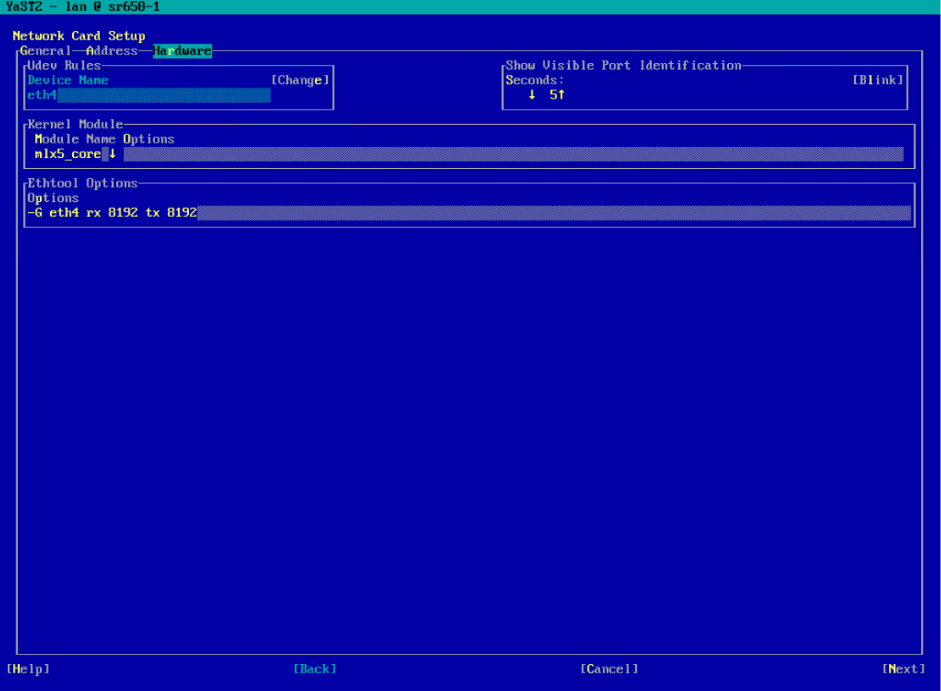 YaST2 - lan @ sr650-1
Network Card Setup
General Address Hardware
Udev Rules
Device Name [Change]
eth4
Show Visible Port Identification
Seconds: [Blink]
↓ 5↑
Kernel Module
Module Name Options
mlx5_core ↓
Ethtool Options
Options
-G eth4 rx 8192 tx 8192
[Help] [Back] [Cancel] [Next]